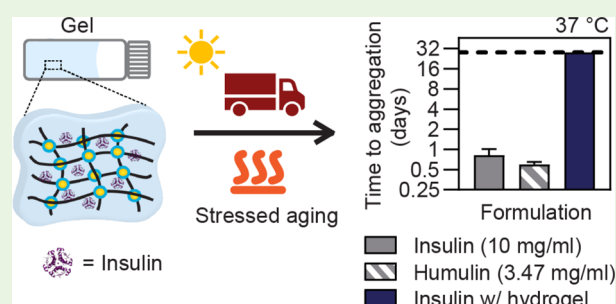 Gel
= Insulin
Stressed aging
37 °C
Time to aggregation
(days)
32
16
8
4
2
1
0.5
0.25
Formulation
Insulin (10 mg/ml)
Humulin (3.47 mg/ml)
Insulin w/ hydrogel